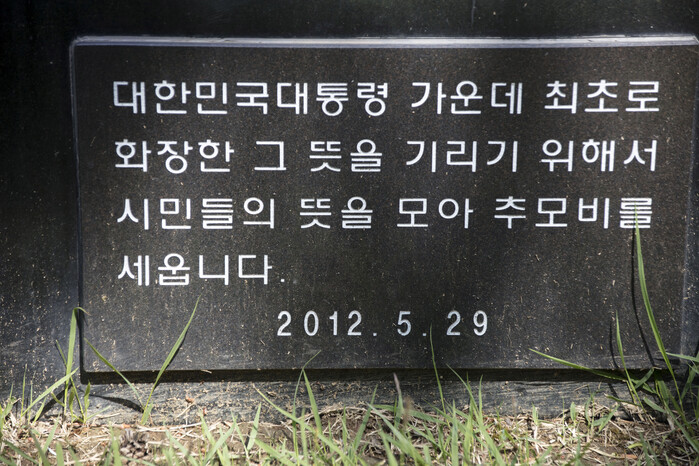 대한민국대통령 가운데 최초로
화장한 그 뜻을 기리기 위해서
시민들의 뜻을 모아 추모비를
세웁니다.
2012. 5. 29